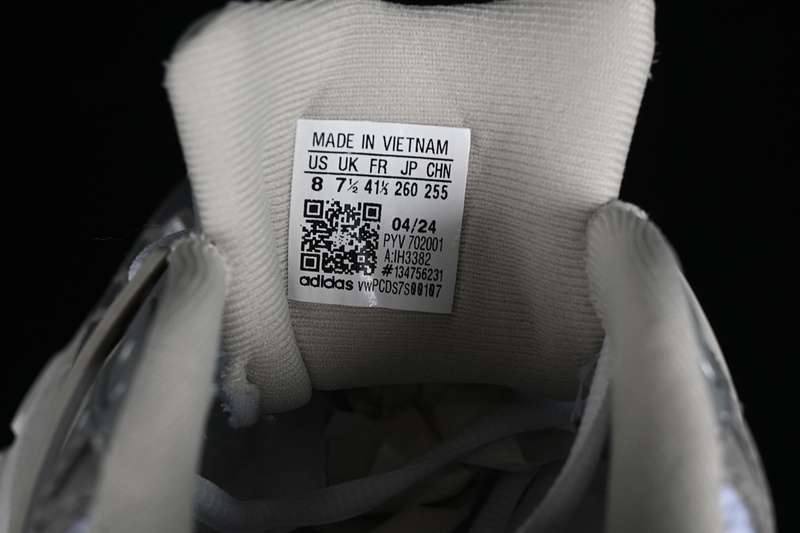 MADE IN VIETNAM
US UK FR JP CHN
8 7½ 41⅓ 260 255
04/24
PYV 702001
A:IH3382
#134756231
adidas vwPCDS7S00107